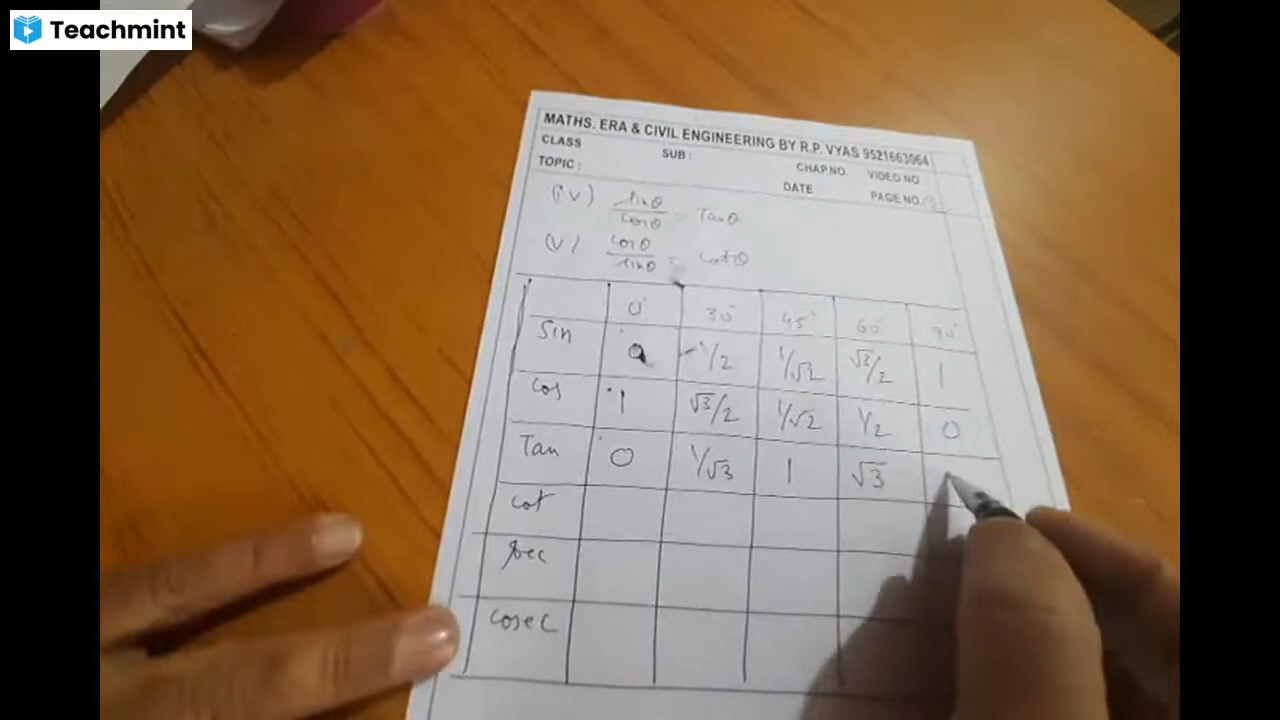 Teachmint
MATHS. ERA & CIVIL ENGINEERING BY R.P. VYAS 9521663064
CLASS SUB : CHAP.NO. VIDEO NO.
TOPIC : DATE PAGE NO.
(iv) sinθ/cosθ = Tanθ
(v) cosθ/sinθ = cotθ
0° 30° 45° 60° 90°
Sin 0 1/2 1/√2 √3/2 1
cos 1 √3/2 1/√2 1/2 0
Tan 0 1/√3 1 √3
cot
sec
cosec